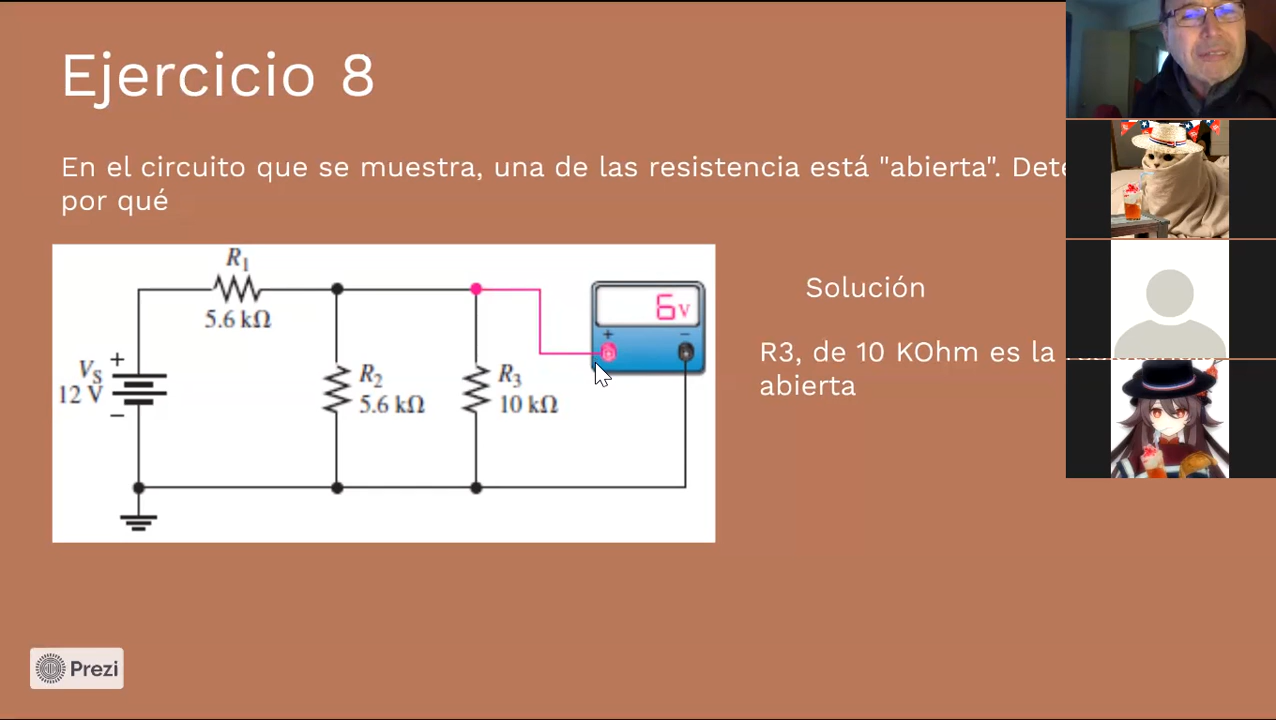 Ejercicio 8
En el circuito que se muestra, una de las resistencia está "abierta". Dete
por qué
R₁
5.6 kΩ
6v
+ −
Solución
+
Vₛ
12 V
−
R₂
5.6 kΩ
R₃
10 kΩ
R3, de 10 KOhm es la
abierta
Prezi